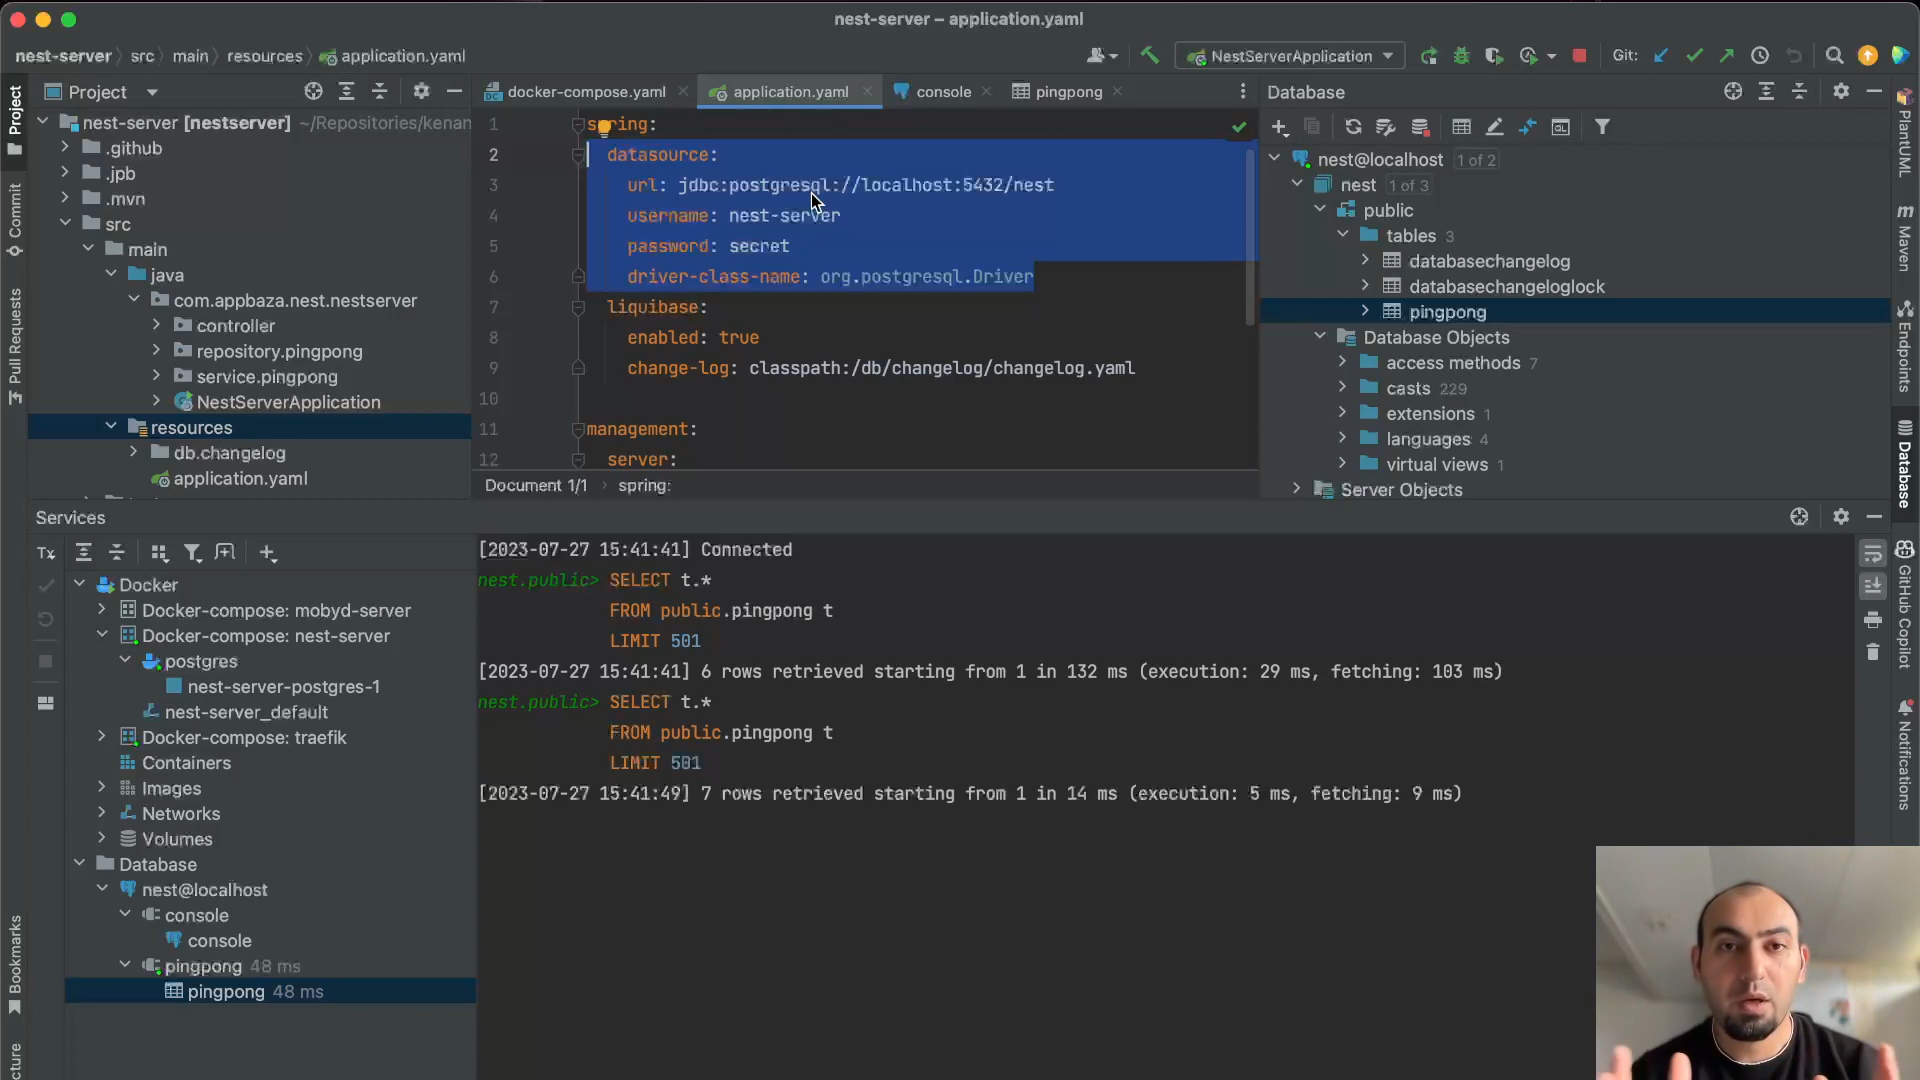 nest-server – application.yaml
nest-server
src
main
resources
application.yaml
NestServerApplication
Git:
Project
docker-compose.yaml
application.yaml
console
pingpong
Database
nest-server [nestserver] ~/Repositories/kenan
.github
.jpb
.mvn
src
main
java
com.appbaza.nest.nestserver
controller
repository.pingpong
service.pingpong
NestServerApplication
resources
db.changelog
application.yaml
1 spring:
2 datasource:
3 url: jdbc:postgresql://localhost:5432/nest
4 username: nest-server
5 password: secret
6 driver-class-name: org.postgresql.Driver
7 liquibase:
8 enabled: true
9 change-log: classpath:/db/changelog/changelog.yaml
10
11 management:
12 server:
Document 1/1
spring:
nest@localhost 1 of 2
nest 1 of 3
public
tables 3
databasechangelog
databasechangeloglock
pingpong
Database Objects
access methods 7
casts 229
extensions 1
languages 4
virtual views 1
Server Objects
Project
Commit
Pull Requests
Bookmarks
PlantUML
m
Maven
Endpoints
Database
GitHub Copilot
Notifications
Services
Tx
Docker
Docker-compose: mobyd-server
Docker-compose: nest-server
postgres
nest-server-postgres-1
nest-server_default
Docker-compose: traefik
Containers
Images
Networks
Volumes
Database
nest@localhost
console
console
pingpong 48 ms
pingpong 48 ms
[2023-07-27 15:41:41] Connected
nest.public> SELECT t.*
FROM public.pingpong t
LIMIT 501
[2023-07-27 15:41:41] 6 rows retrieved starting from 1 in 132 ms (execution: 29 ms, fetching: 103 ms)
nest.public> SELECT t.*
FROM public.pingpong t
LIMIT 501
[2023-07-27 15:41:49] 7 rows retrieved starting from 1 in 14 ms (execution: 5 ms, fetching: 9 ms)